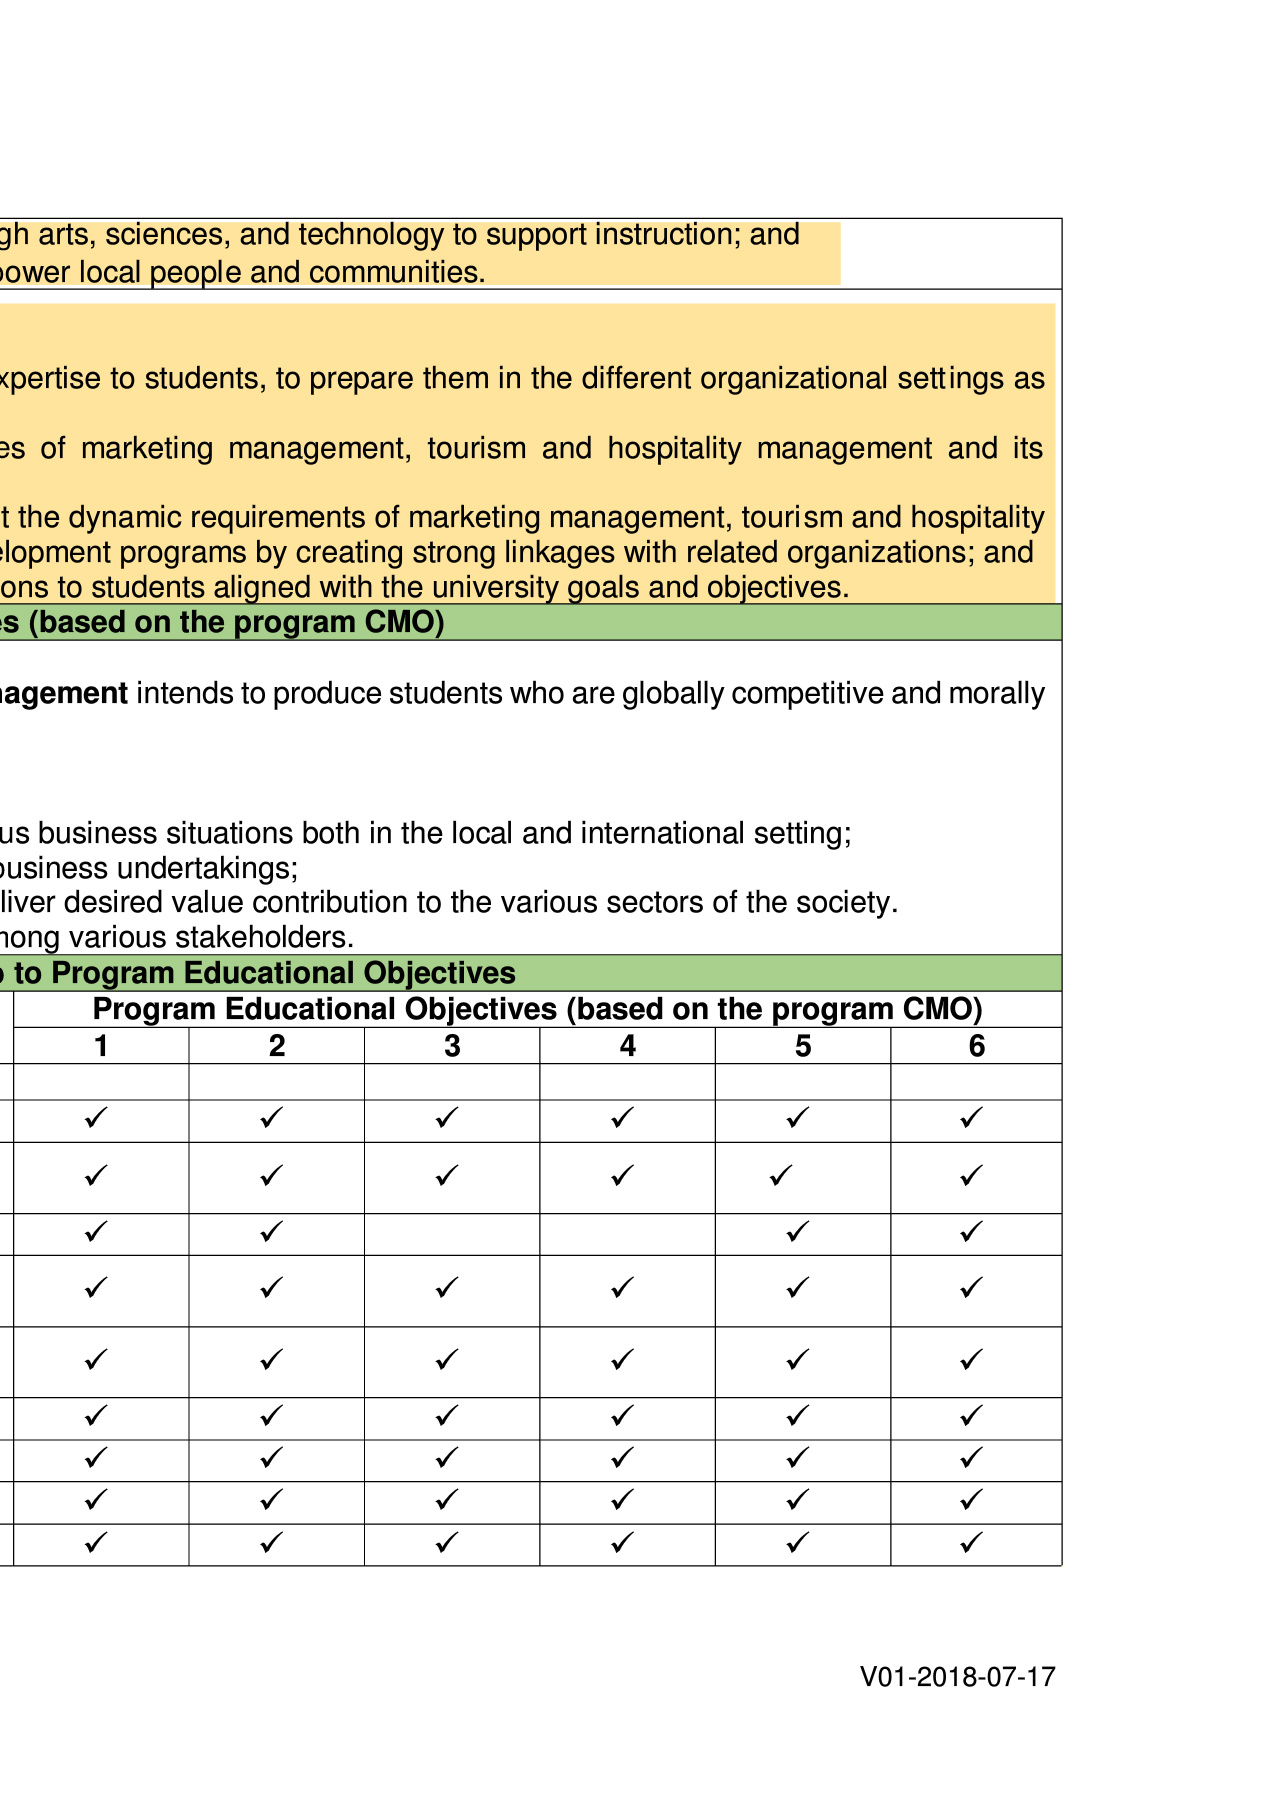 gh arts, sciences, and technology to support instruction; and
power local people and communities.
xpertise to students, to prepare them in the different organizational settings as
es of marketing management, tourism and hospitality management and its
t the dynamic requirements of marketing management, tourism and hospitality
elopment programs by creating strong linkages with related organizations; and
ons to students aligned with the university goals and objectives.
es (based on the program CMO)
nagement intends to produce students who are globally competitive and morally
us business situations both in the local and international setting;
business undertakings;
liver desired value contribution to the various sectors of the society.
mong various stakeholders.
to Program Educational Objectives
Program Educational Objectives (based on the program CMO)
1 2 3 4 5 6
✓ ✓ ✓ ✓ ✓ ✓
✓ ✓ ✓ ✓ ✓ ✓
✓ ✓ ✓ ✓
✓ ✓ ✓ ✓ ✓ ✓
✓ ✓ ✓ ✓ ✓ ✓
✓ ✓ ✓ ✓ ✓ ✓
✓ ✓ ✓ ✓ ✓ ✓
✓ ✓ ✓ ✓ ✓ ✓
✓ ✓ ✓ ✓ ✓ ✓
V01-2018-07-17